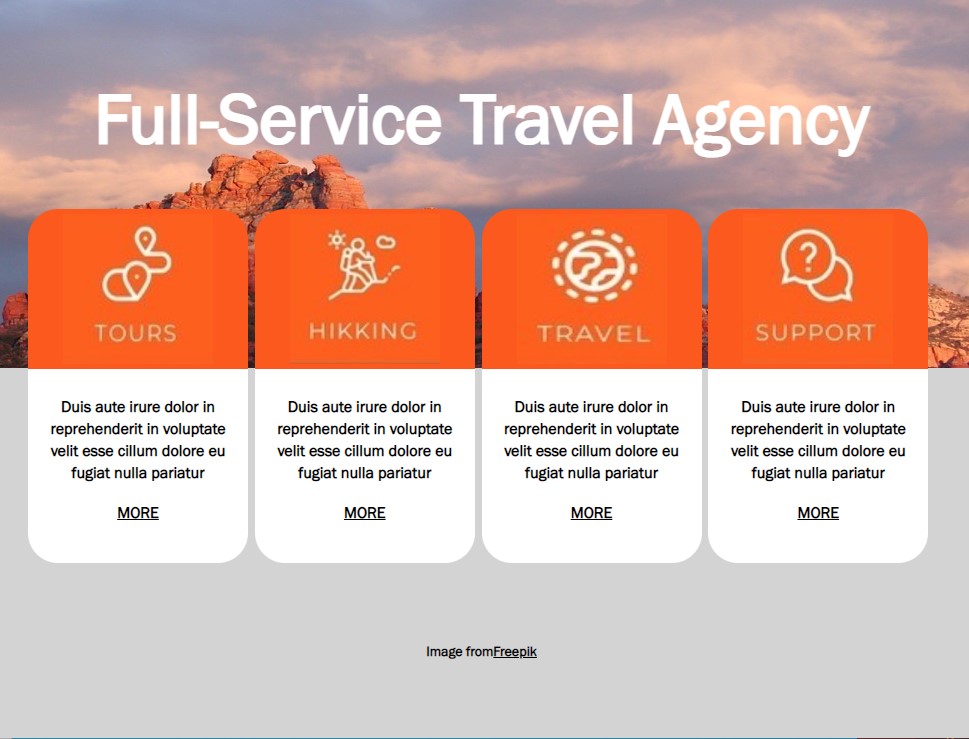 Full-Service Travel Agency
TOURS
HIKKING
TRAVEL
SUPPORT
Duis aute irure dolor in
reprehenderit in voluptate
velit esse cillum dolore eu
fugiat nulla pariatur
MORE
Duis aute irure dolor in
reprehenderit in voluptate
velit esse cillum dolore eu
fugiat nulla pariatur
MORE
Duis aute irure dolor in
reprehenderit in voluptate
velit esse cillum dolore eu
fugiat nulla pariatur
MORE
Duis aute irure dolor in
reprehenderit in voluptate
velit esse cillum dolore eu
fugiat nulla pariatur
MORE
Image fromFreepik